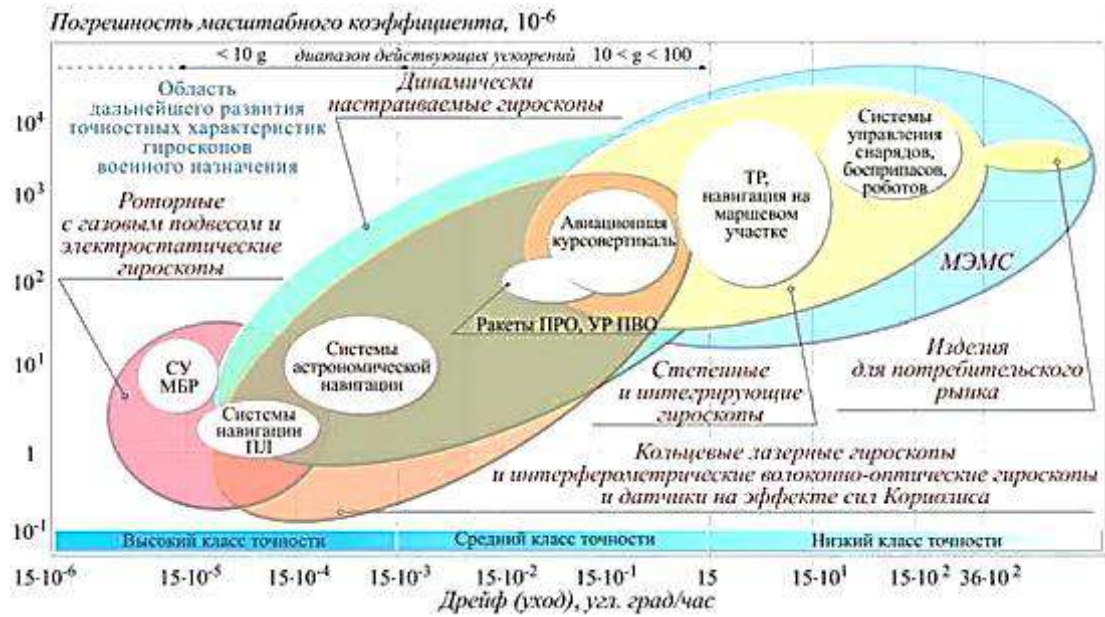 Погрешность масштабного коэффициента, 10⁻⁶
< 10 g диапазон действующих ускорений 10 < g < 100
Область
дальнейшего развития
точностных характеристик
гироскопов
военного назначения
Динамически
настраиваемые гироскопы
Роторные
с газовым подвесом и
электростатические
гироскопы
Системы
управления
снарядов,
боеприпасов,
роботов
ТР,
навигация на
маршевом
участке
Авиационная
курсовертикаль
МЭМС
Ракеты ПРО, УР ПВО
СУ
МБР
Системы
астрономической
навигации
Системы
навигации
ПЛ
Степенные
и интегрирующие
гироскопы
Изделия
для потребительского
рынка
Кольцевые лазерные гироскопы
и интерферометрические волоконно-оптические гироскопы
и датчики на эффекте сил Кориолиса
10⁴
10³
10²
10¹
1
10⁻¹
Высокий класс точности Средний класс точности Низкий класс точности
15·10⁻⁶ 15·10⁻⁵ 15·10⁻⁴ 15·10⁻³ 15·10⁻² 15·10⁻¹ 15 15·10¹ 15·10² 36·10²
Дрейф (уход), угл. град/час